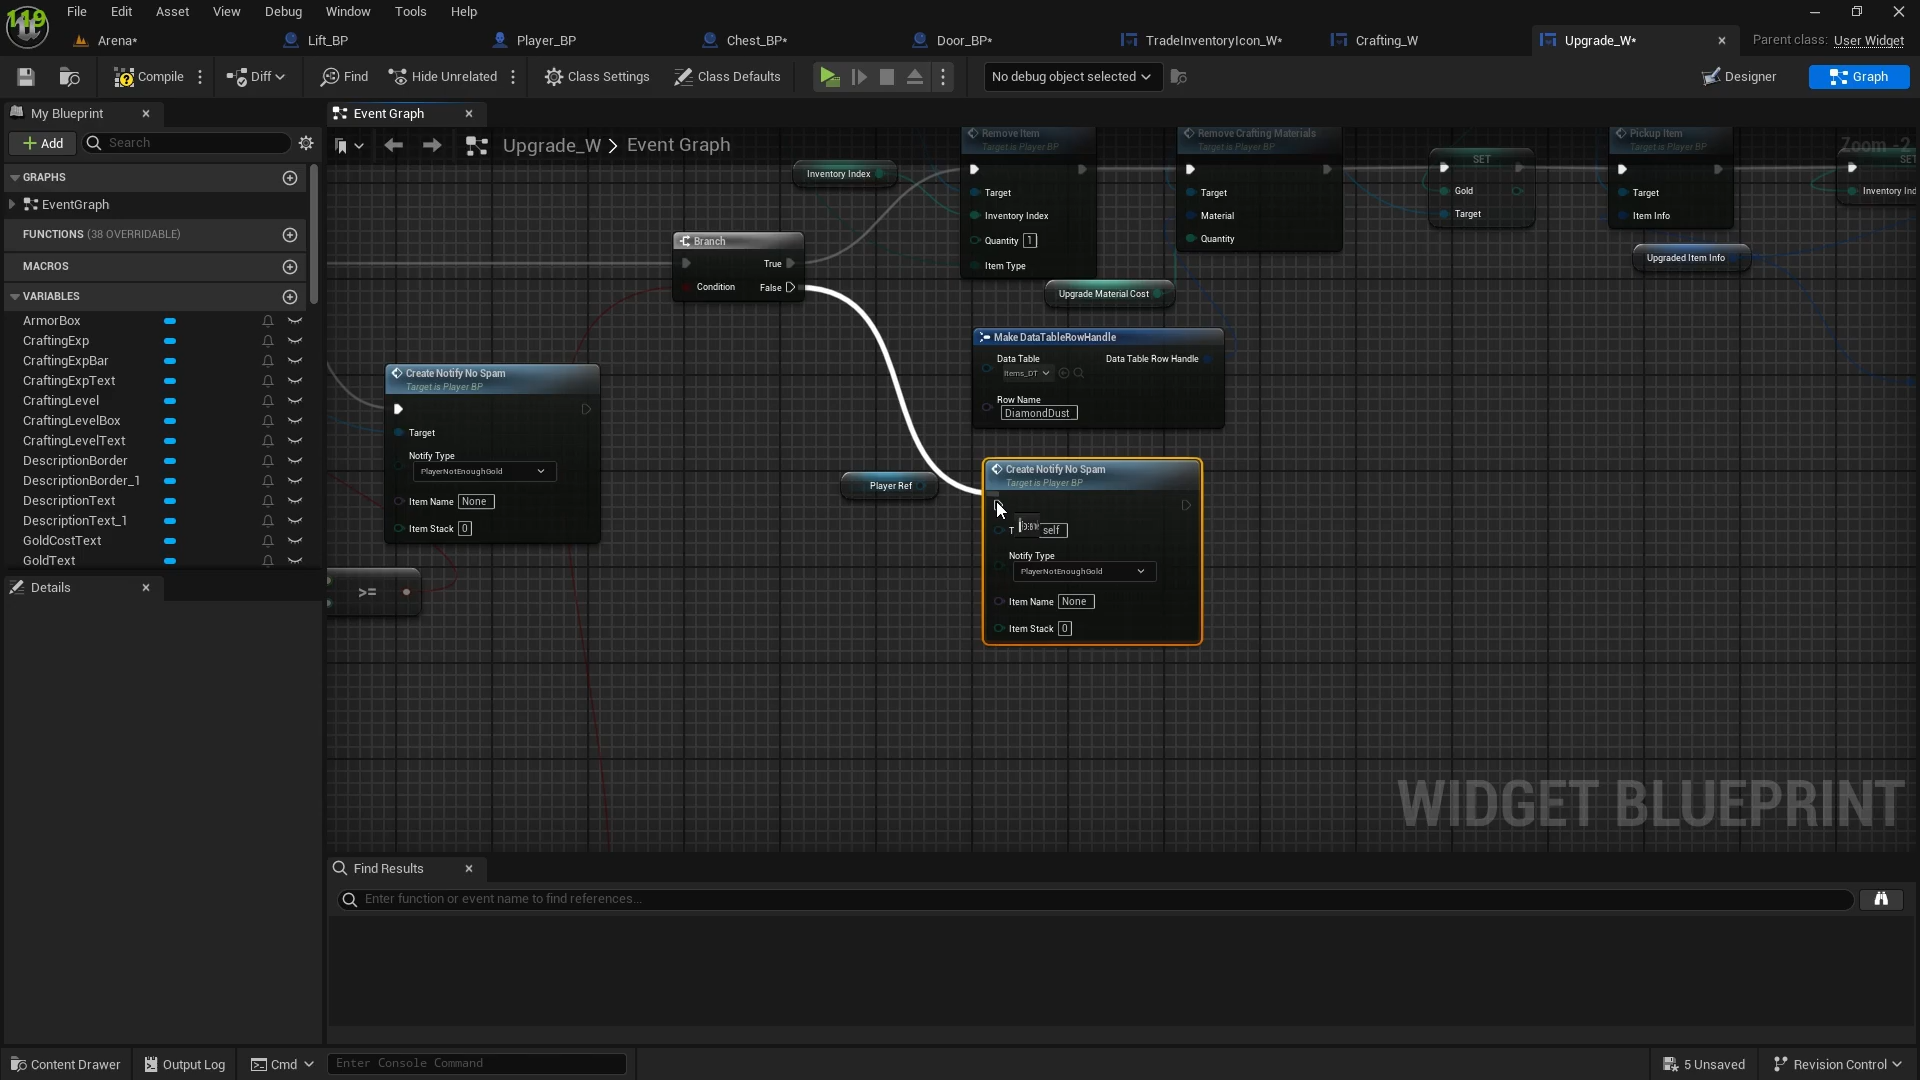 119
File Edit Asset View Debug Window Tools Help
Arena* Lift_BP Player_BP Chest_BP* Door_BP* TradeInventoryIcon_W* Crafting_W Upgrade_W* Parent class: User Widget
Compile Diff Find Hide Unrelated Class Settings Class Defaults No debug object selected Designer Graph
My Blueprint Event Graph
Add Search
Upgrade_W > Event Graph
Zoom -2
GRAPHS
EventGraph
FUNCTIONS (38 OVERRIDABLE)
MACROS
VARIABLES
ArmorBox
CraftingExp
CraftingExpBar
CraftingExpText
CraftingLevel
CraftingLevelBox
CraftingLevelText
DescriptionBorder
DescriptionBorder_1
DescriptionText
DescriptionText_1
GoldCostText
GoldText
Details
Inventory Index
Remove Item
Target is Player BP
Target
Inventory Index
Quantity 1
Item Type
Remove Crafting Materials
Target is Player BP
Target
Material
Quantity
SET
Gold
Target
Pickup Item
Target is Player BP
Target
Item Info
SET
Inventory Ind
Upgraded Item Info
Branch
True
Condition False
Upgrade Material Cost
Make DataTableRowHandle
Data Table Data Table Row Handle
Items_DT
Row Name
DiamondDust
Create Notify No Spam
Target is Player BP
Target
Notify Type
PlayerNotEnoughGold
Item Name None
Item Stack 0
>=
Player Ref
Create Notify No Spam
Target is Player BP
T self
Notify Type
PlayerNotEnoughGold
Item Name None
Item Stack 0
WIDGET BLUEPRINT
Find Results
Enter function or event name to find references...
Content Drawer Output Log Cmd Enter Console Command 5 Unsaved Revision Control